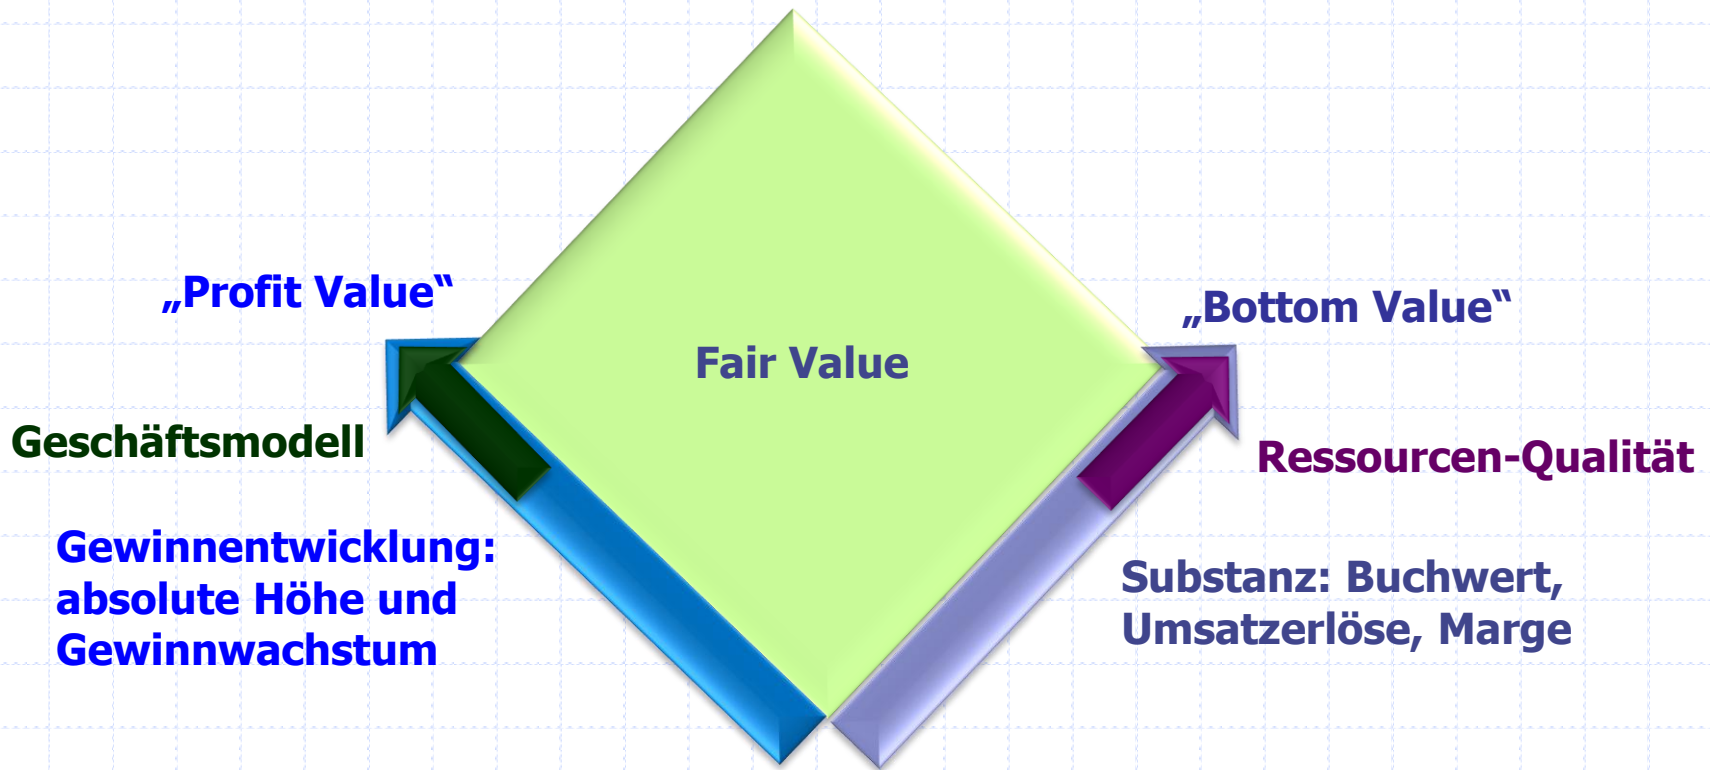 „Profit Value“
„Bottom Value“
Fair Value
Geschäftsmodell
Ressourcen-Qualität
Gewinnentwicklung:
absolute Höhe und
Gewinnwachstum
Substanz: Buchwert,
Umsatzerlöse, Marge